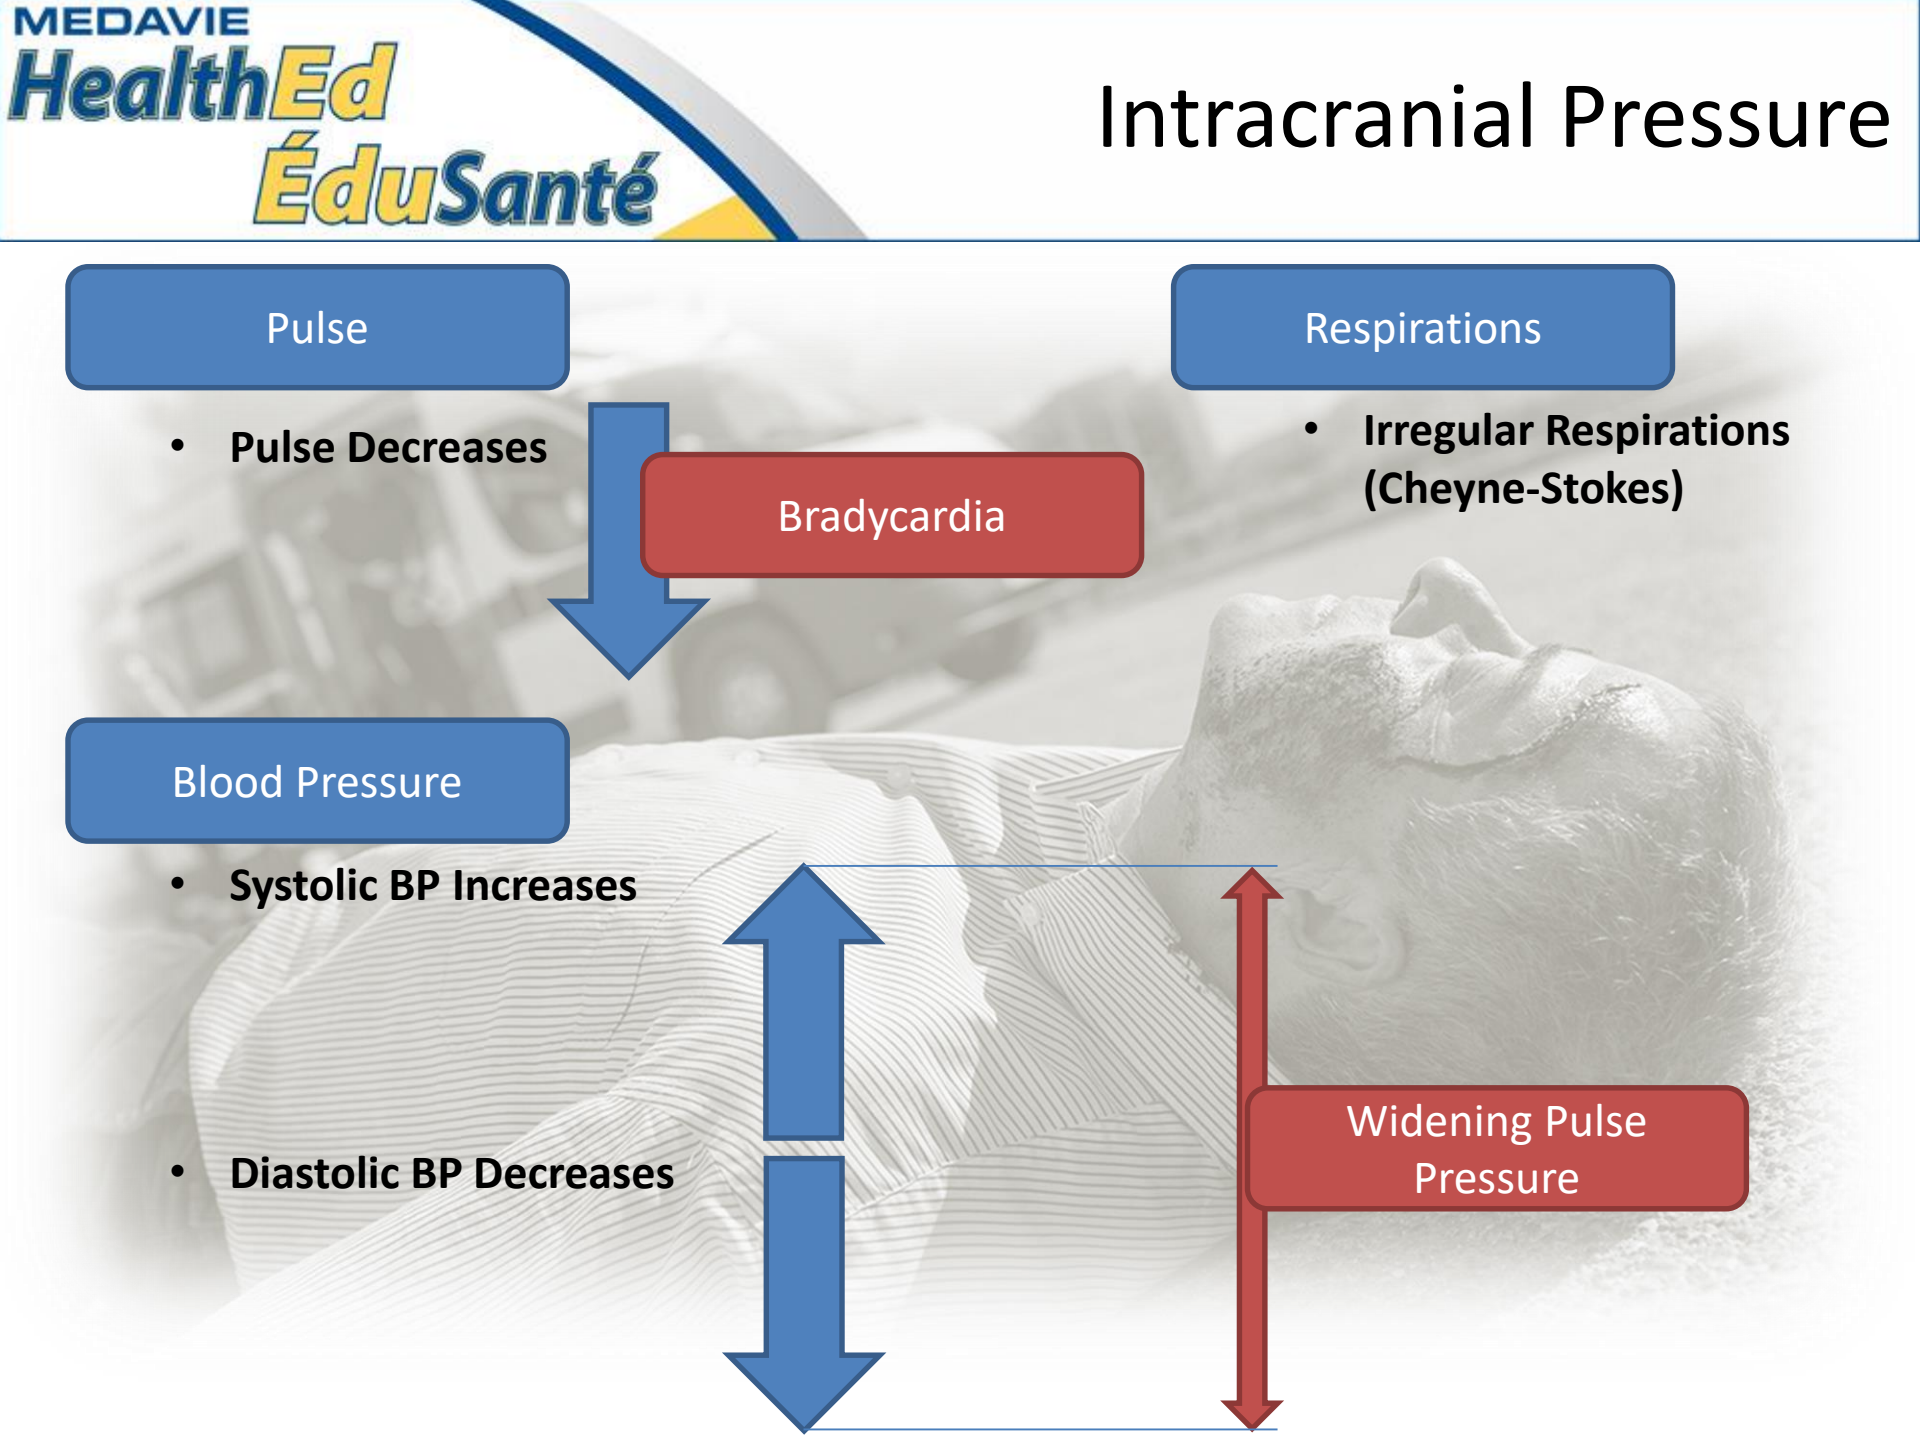 MEDAVIE
HealthEd
ÉduSanté
Intracranial Pressure
Pulse
• Pulse Decreases
Bradycardia
Respirations
• Irregular Respirations
(Cheyne-Stokes)
Blood Pressure
• Systolic BP Increases
• Diastolic BP Decreases
Widening Pulse
Pressure